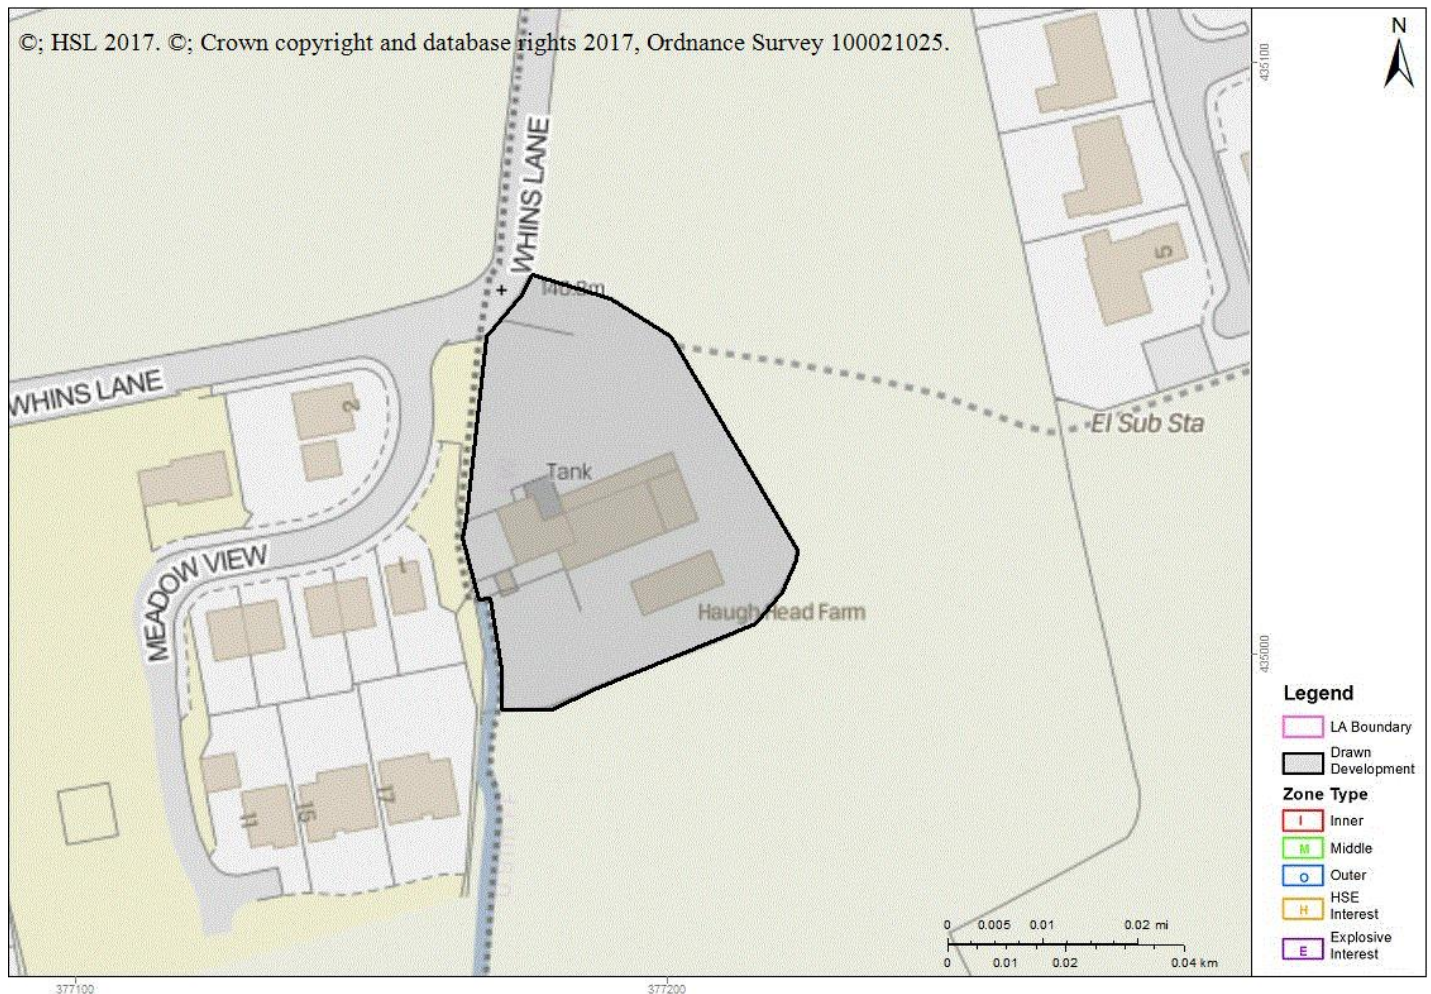 ©; HSL 2017. ©; Crown copyright and database rights 2017, Ordnance Survey 100021025.
N
435100
WHINS LANE
5
WHINS LANE
2
El Sub Sta
Tank
MEADOW VIEW
1
Haugh Head Farm
435000
11
15
17
Legend
LA Boundary
Drawn
Development
Zone Type
I Inner
M Middle
O Outer
H HSE
Interest
E Explosive
Interest
0 0.005 0.01 0.02 mi
0 0.01 0.02 0.04 km
377100
377200